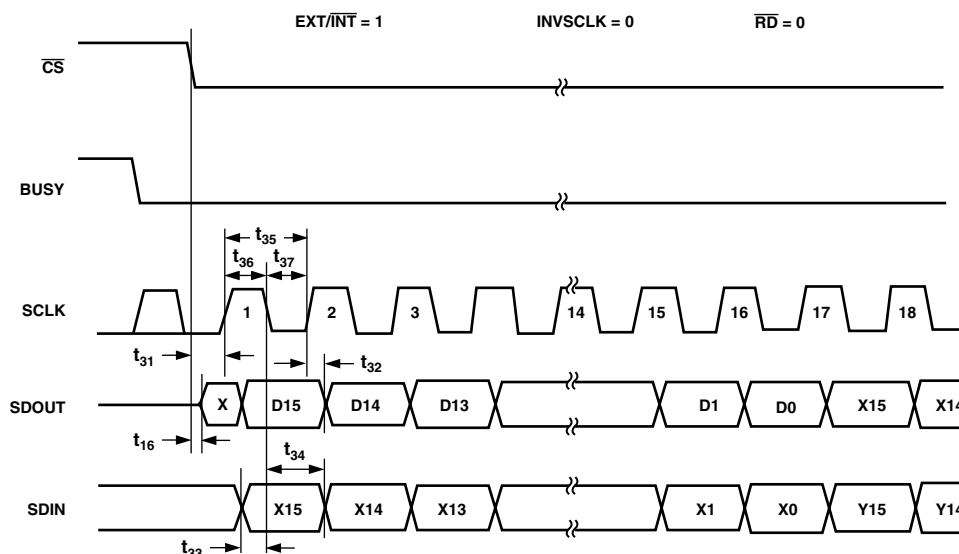 EXT/INT = 1 INVSCLK = 0 RD = 0
CS
BUSY
t35
t36 t37
SCLK 1 2 3 14 15 16 17 18
t31 t32
SDOUT X D15 D14 D13 D1 D0 X15 X14
t16 t34
SDIN X15 X14 X13 X1 X0 Y15 Y14
t33